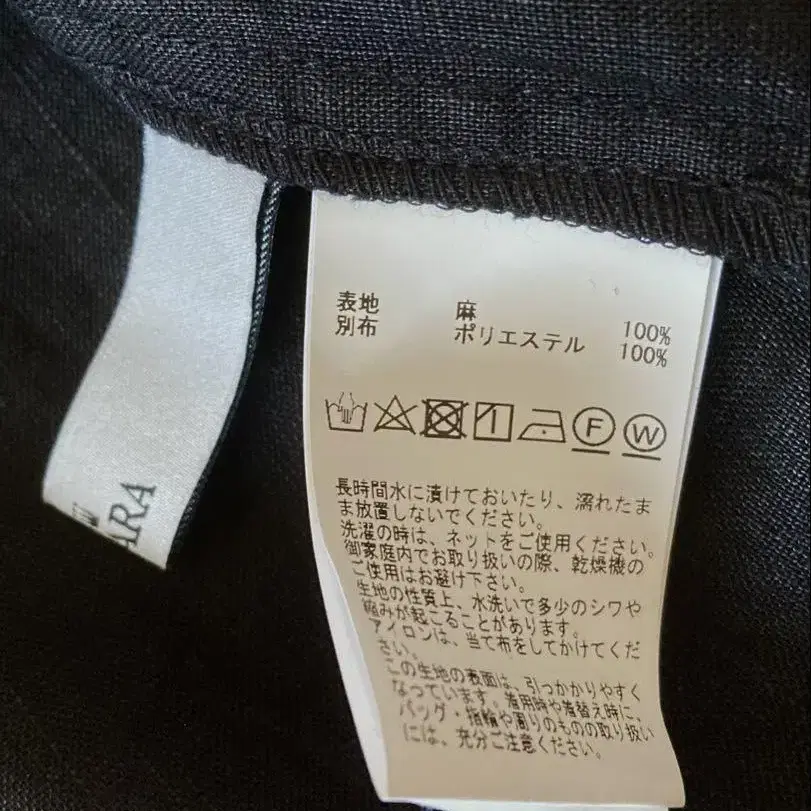 表地 麻 100%
別布 ポリエステル 100%
F W
長時間水に漬けておいたり、濡れたま
ま放置しないでください。
洗濯の時は、ネットをご使用ください。
御家庭内でお取り扱いの際、乾燥機の
ご使用はお避け下さい。
生地の性質上、水洗いで多少のシワや
縮みが起こることがあります。
アイロンは、当て布をしてかけてくだ
さい。
この生地の表面は、引っかかりやすく
なっています。着用時や着替え時に、
バッグ・指輪や周りのものの取り扱い
には、充分ご注意ください。
ARA